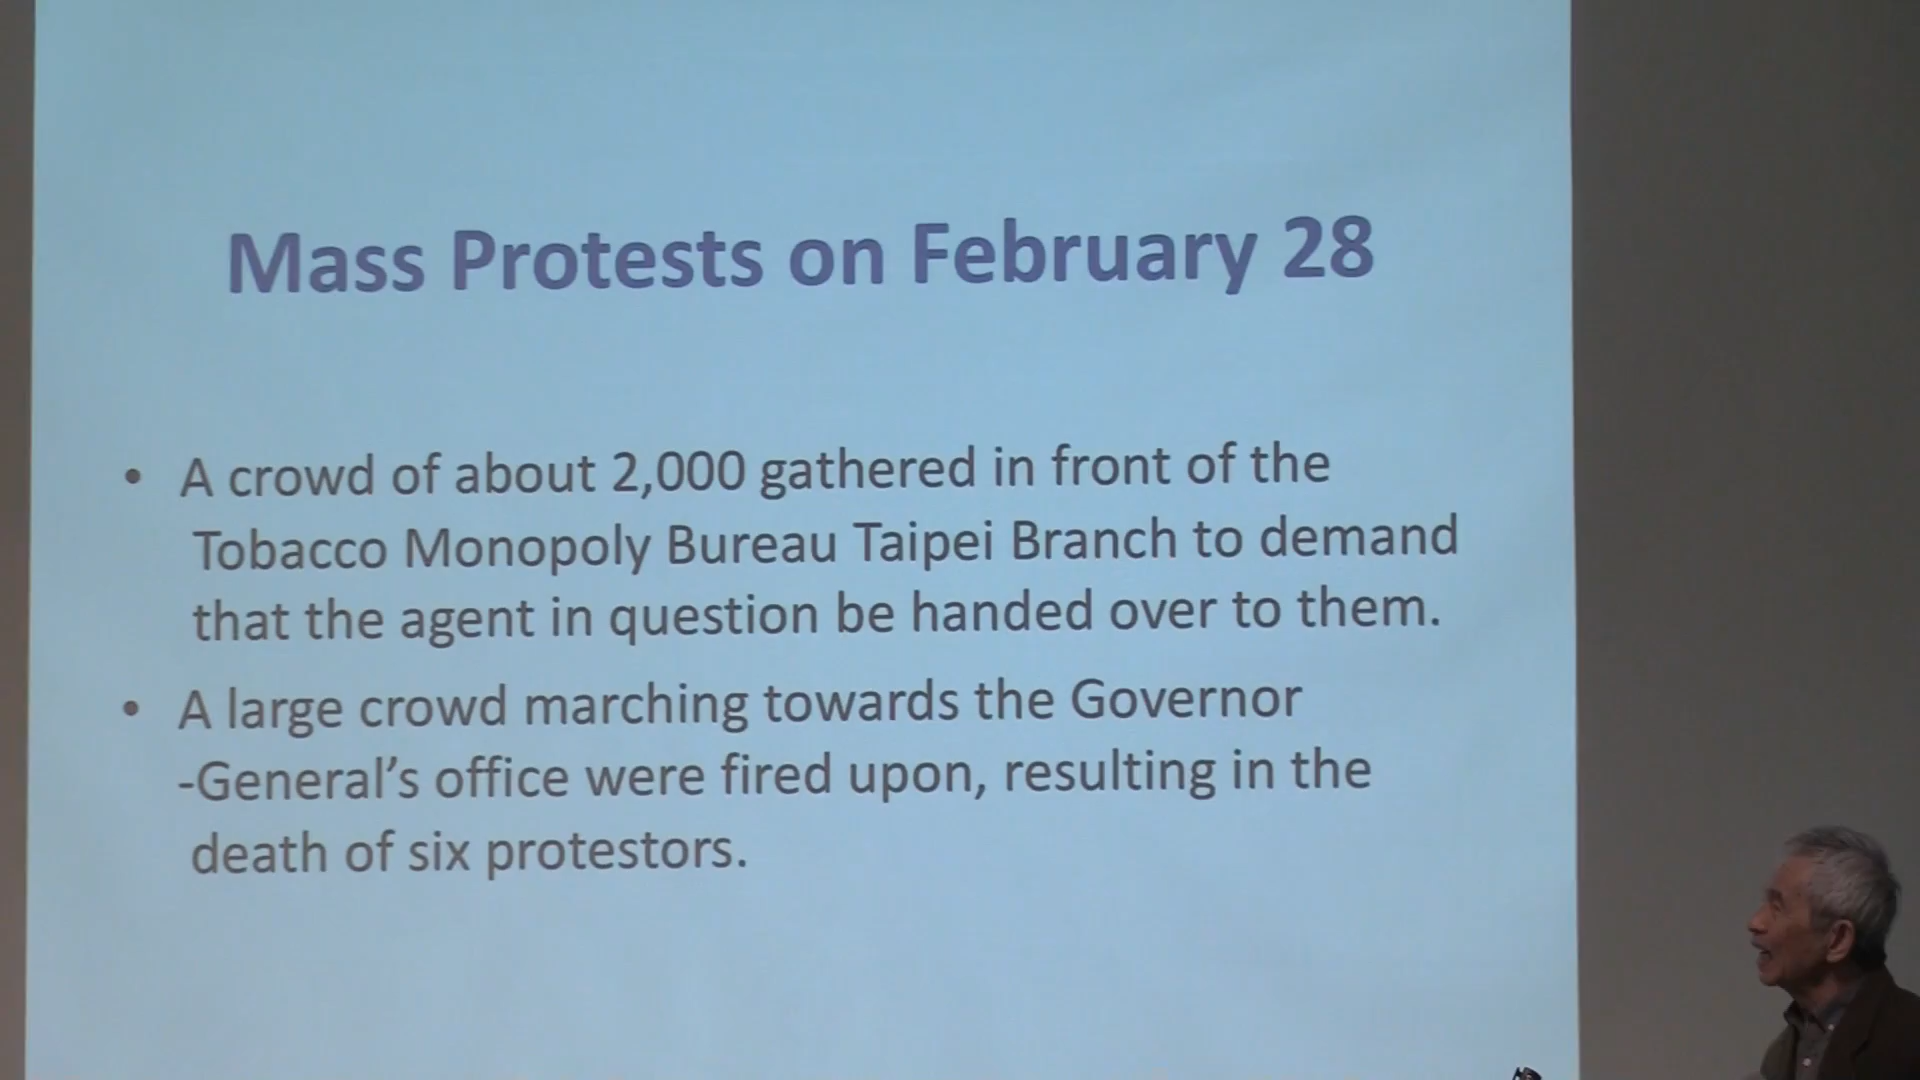 Mass Protests on February 28
• A crowd of about 2,000 gathered in front of the
Tobacco Monopoly Bureau Taipei Branch to demand
that the agent in question be handed over to them.
• A large crowd marching towards the Governor
-General’s office were fired upon, resulting in the
death of six protestors.